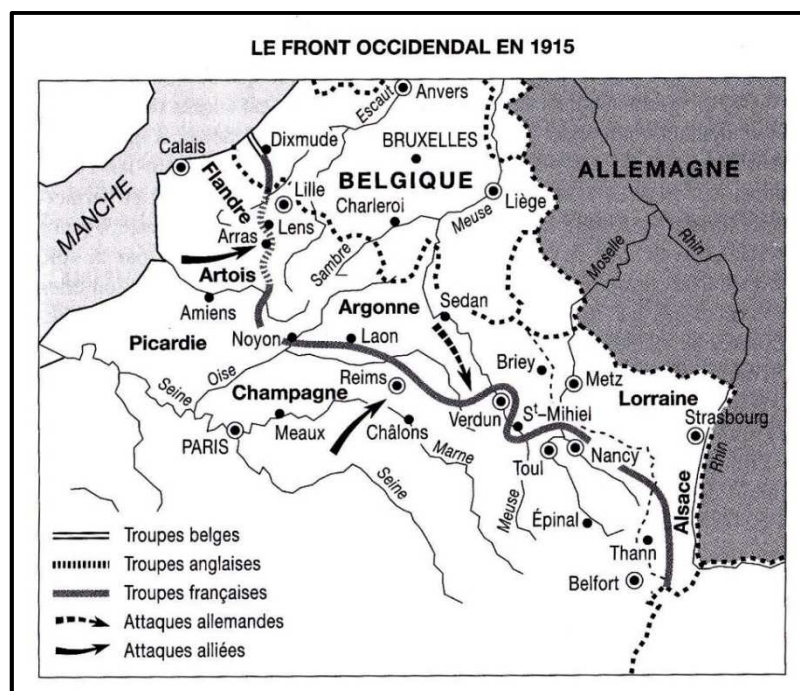 LE FRONT OCCIDENDAL EN 1915
Escaut
Anvers
Dixmude
Calais
BRUXELLES
ALLEMAGNE
Flandre
Lille
BELGIQUE
MANCHE
Liège
Charleroi
Meuse
Lens
Arras
Sambre
Rhin
Moselle
Artois
Sedan
Amiens
Argonne
Noyon
Laon
Picardie
Briey
Metz
Oise
Reims
Lorraine
Seine
Champagne
Verdun
St-Mihiel
Strasbourg
PARIS
Meaux
Châlons
Rhin
Toul
Nancy
Marne
Alsace
Seine
Meuse
Épinal
Thann
Belfort
Troupes belges
Troupes anglaises
Troupes françaises
Attaques allemandes
Attaques alliées